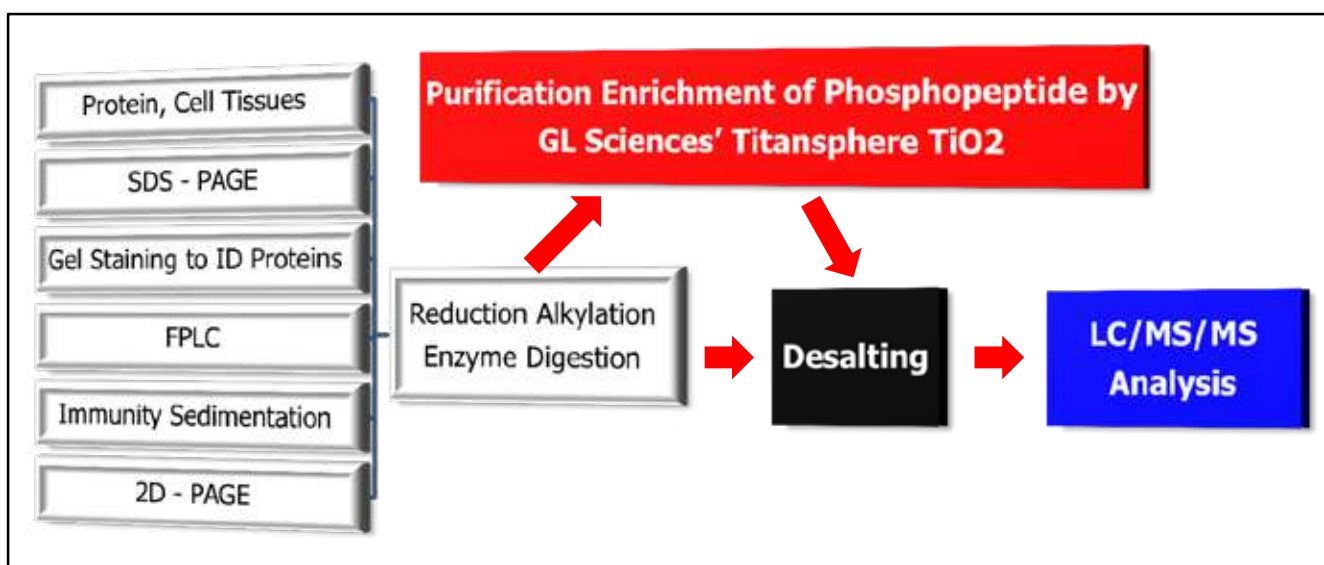 Protein, Cell Tissues
SDS - PAGE
Gel Staining to ID Proteins
FPLC
Immunity Sedimentation
2D - PAGE
Reduction Alkylation
Enzyme Digestion
Purification Enrichment of Phosphopeptide by
GL Sciences’ Titansphere TiO2
Desalting
LC/MS/MS
Analysis